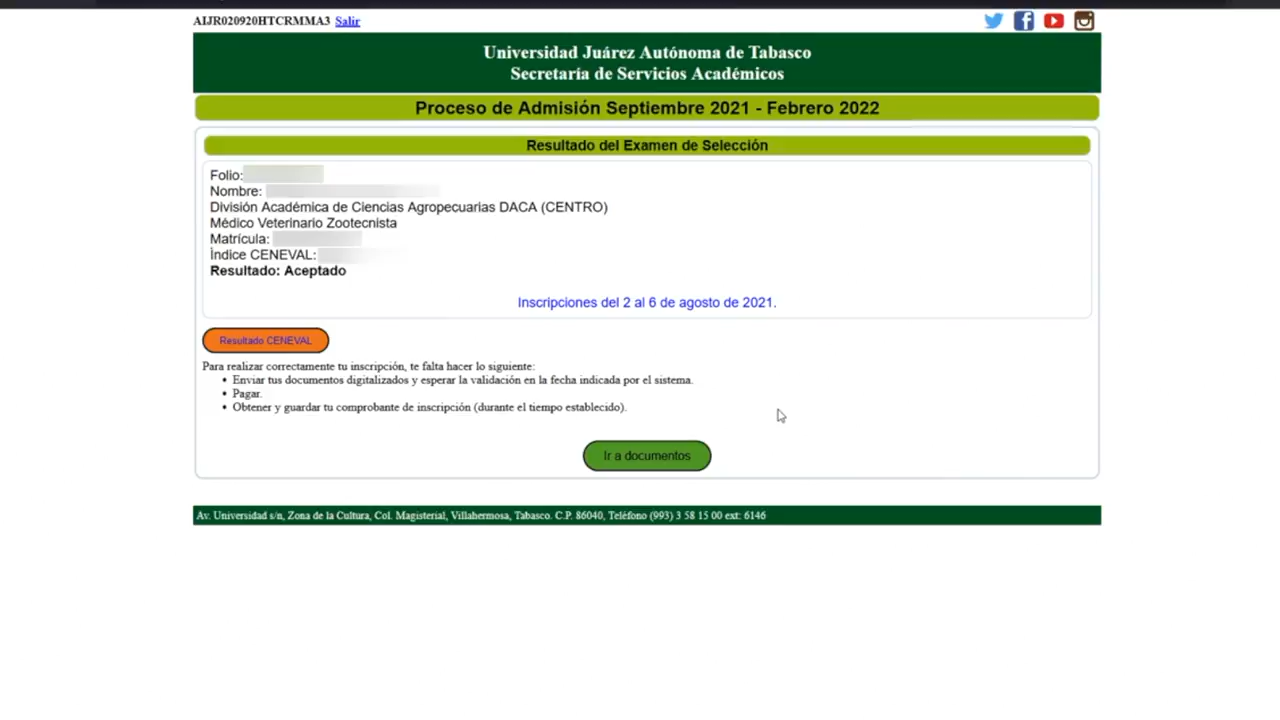 AIJR020920HTCRMMA3 Salir
Universidad Juárez Autónoma de Tabasco
Secretaría de Servicios Académicos
Proceso de Admisión Septiembre 2021 - Febrero 2022
Resultado del Examen de Selección
Folio:
Nombre:
División Académica de Ciencias Agropecuarias DACA (CENTRO)
Médico Veterinario Zootecnista
Matrícula:
Índice CENEVAL:
Resultado: Aceptado
Inscripciones del 2 al 6 de agosto de 2021.
Resultado CENEVAL
Para realizar correctamente tu inscripción, te falta hacer lo siguiente:
• Enviar tus documentos digitalizados y esperar la validación en la fecha indicada por el sistema.
• Pagar.
• Obtener y guardar tu comprobante de inscripción (durante el tiempo establecido).
Ir a documentos
Av. Universidad s/n, Zona de la Cultura, Col. Magisterial, Villahermosa, Tabasco. C.P. 86040, Teléfono (993) 3 58 15 00 ext: 6146